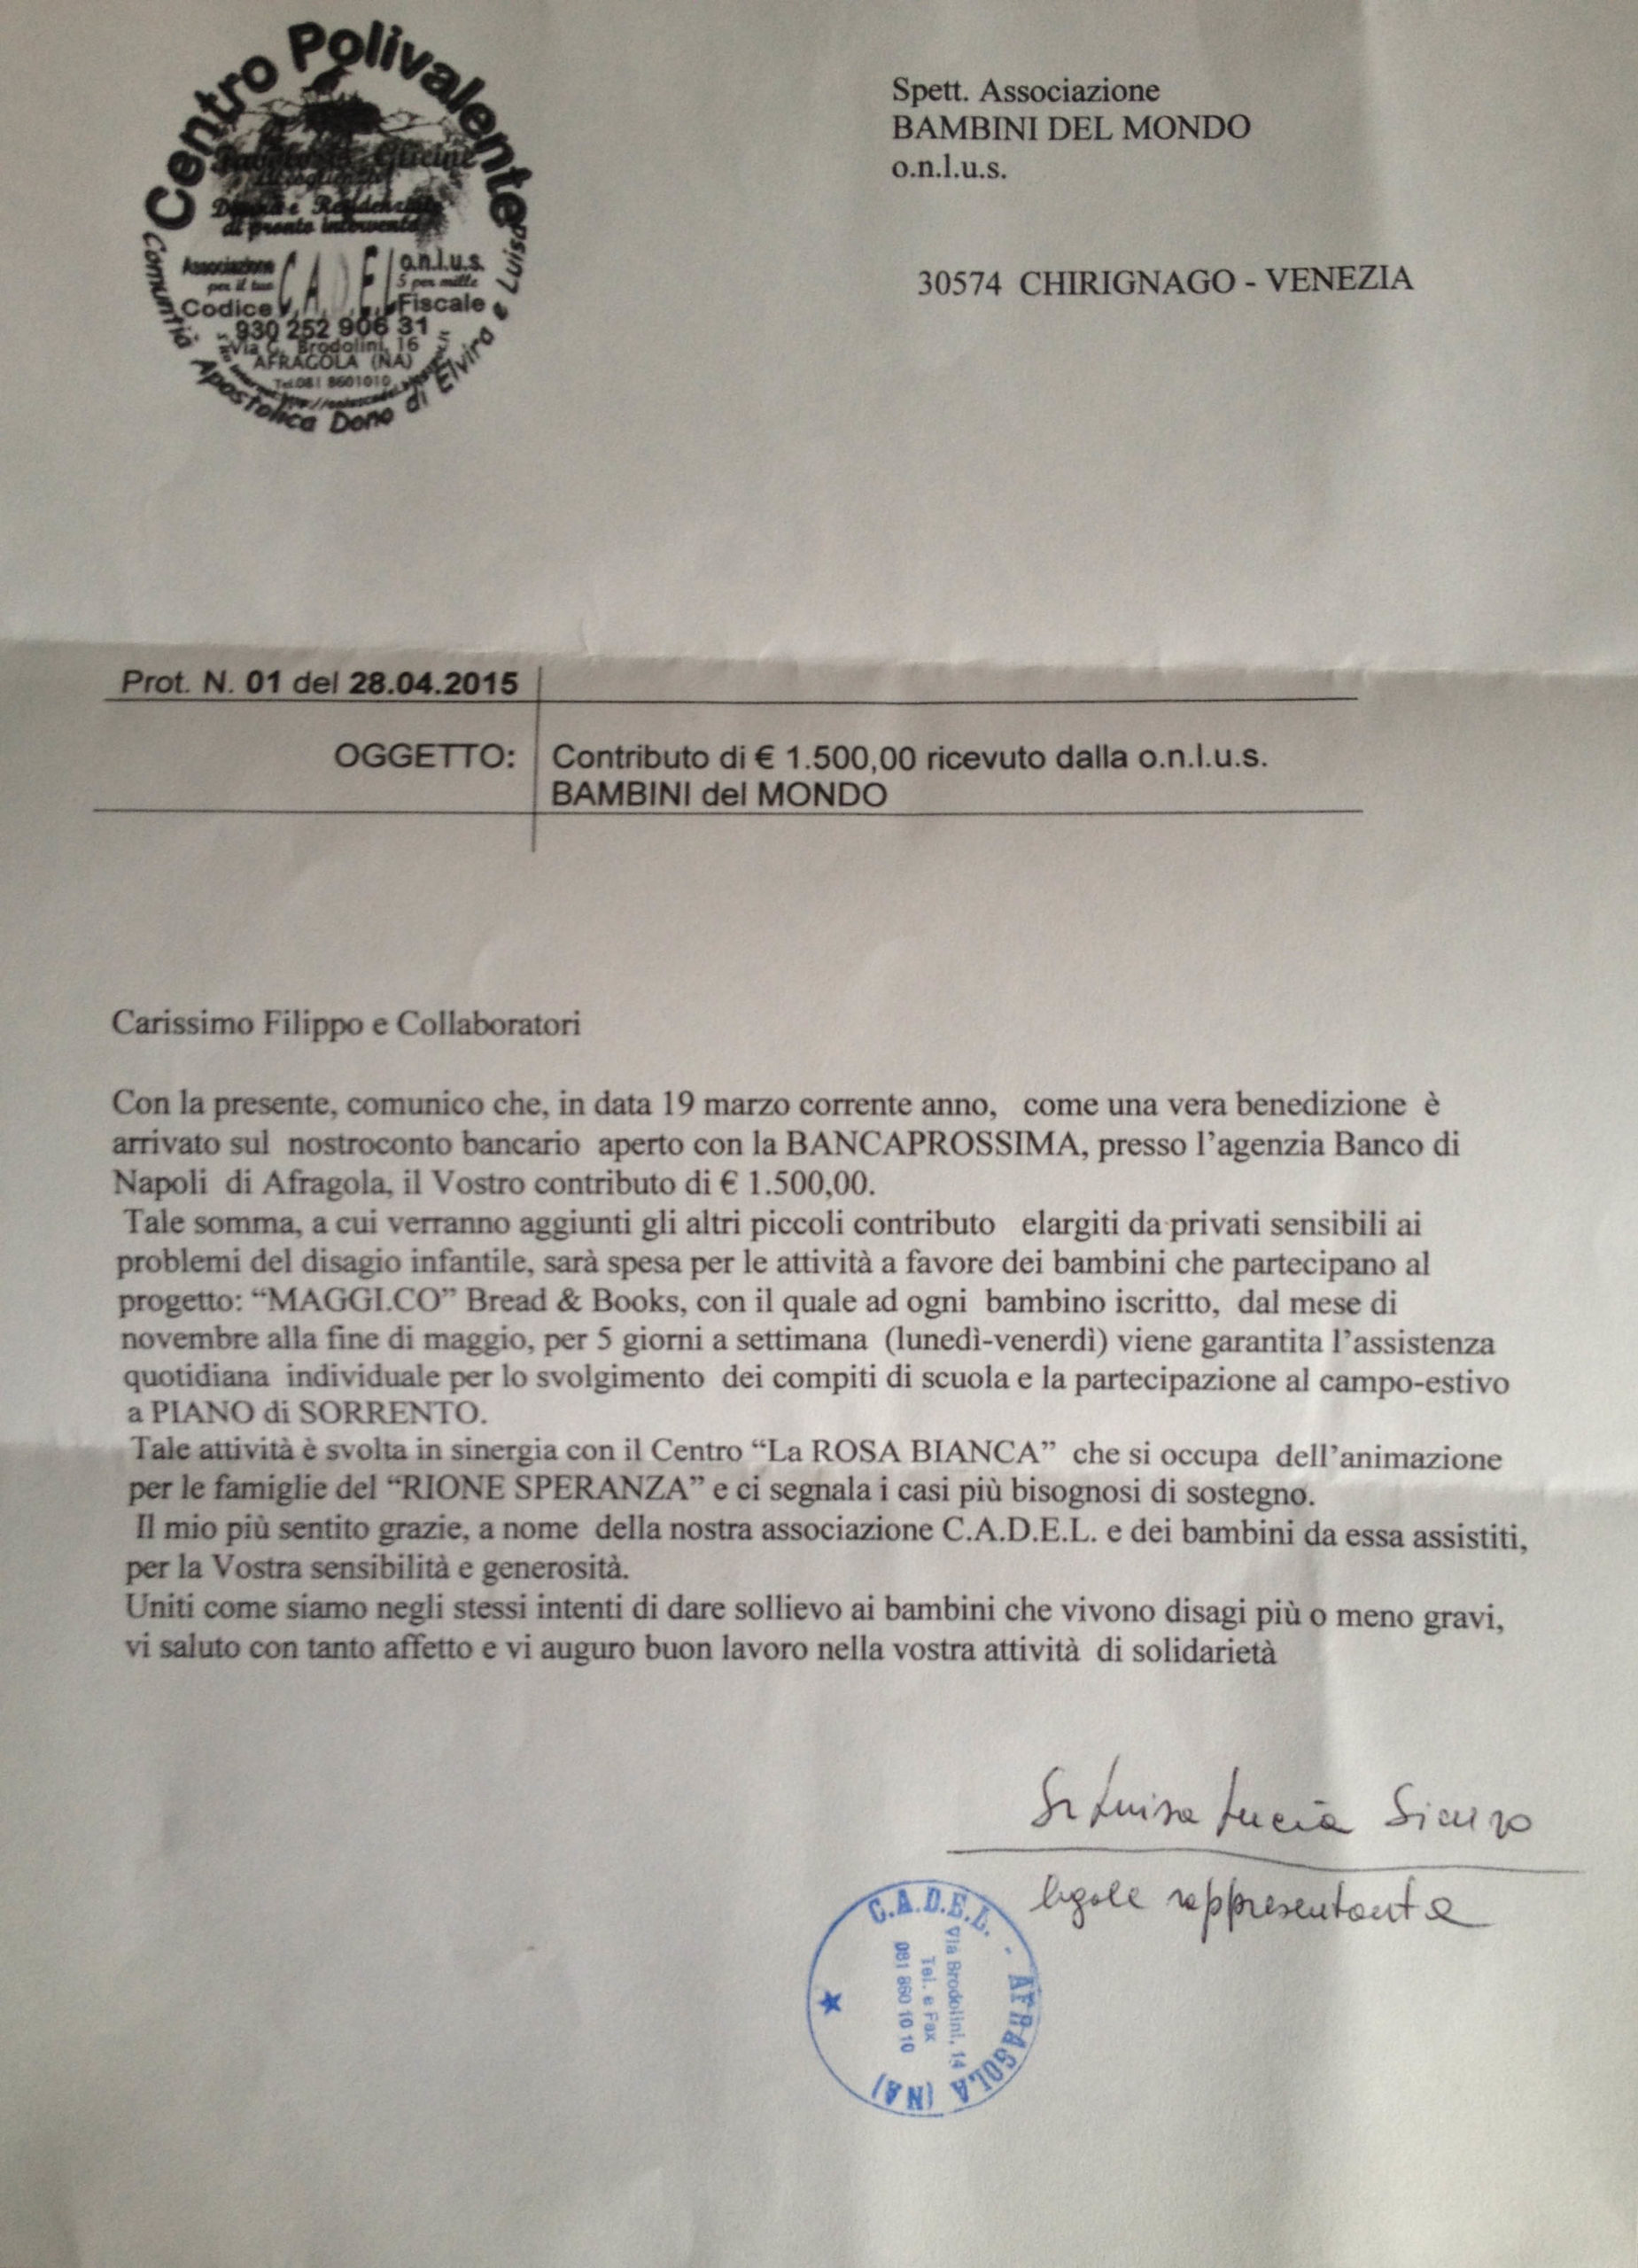 Centro Polivalente
Comunità Apostolica Dono di Elvira e Luisa
di pronto intervento
Associazione
o.n.l.u.s.
per il tuo
5 per mille
Codice
Fiscale
930 252 906 31
Via G. Brodolini, 16
AFRAGOLA (NA)
Tel.081 8601010
Spett. Associazione
BAMBINI DEL MONDO
o.n.l.u.s.
30574 CHIRIGNAGO - VENEZIA
Prot. N. 01 del 28.04.2015
OGGETTO: Contributo di € 1.500,00 ricevuto dalla o.n.l.u.s.
BAMBINI del MONDO
Carissimo Filippo e Collaboratori
Con la presente, comunico che, in data 19 marzo corrente anno, come una vera benedizione è
arrivato sul nostroconto bancario aperto con la BANCAPROSSIMA, presso l'agenzia Banco di
Napoli di Afragola, il Vostro contributo di € 1.500,00.
Tale somma, a cui verranno aggiunti gli altri piccoli contributo elargiti da privati sensibili ai
problemi del disagio infantile, sarà spesa per le attività a favore dei bambini che partecipano al
progetto: “MAGGI.CO” Bread & Books, con il quale ad ogni bambino iscritto, dal mese di
novembre alla fine di maggio, per 5 giorni a settimana (lunedì-venerdì) viene garantita l'assistenza
quotidiana individuale per lo svolgimento dei compiti di scuola e la partecipazione al campo-estivo
a PIANO di SORRENTO.
Tale attività è svolta in sinergia con il Centro “La ROSA BIANCA” che si occupa dell'animazione
per le famiglie del “RIONE SPERANZA” e ci segnala i casi più bisognosi di sostegno.
Il mio più sentito grazie, a nome della nostra associazione C.A.D.E.L. e dei bambini da essa assistiti,
per la Vostra sensibilità e generosità.
Uniti come siamo negli stessi intenti di dare sollievo ai bambini che vivono disagi più o meno gravi,
vi saluto con tanto affetto e vi auguro buon lavoro nella vostra attività di solidarietà
Sr Luisa Lucia
legale rappresentante
C.A.D.E.L. - AFRAGOLA (NA)
Via Brodolini, 14
Tel. e Fax
081 860 10 10